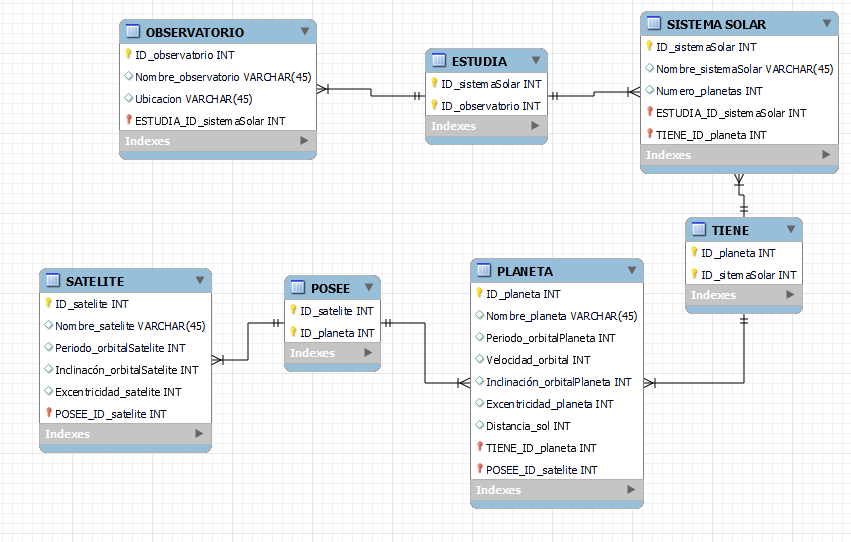 OBSERVATORIO
ID_observatorio INT
Nombre_observatorio VARCHAR(45)
Ubicacion VARCHAR(45)
ESTUDIA_ID_sistemaSolar INT
Indexes
ESTUDIA
ID_sistemaSolar INT
ID_observatorio INT
Indexes
SISTEMA SOLAR
ID_sistemaSolar INT
Nombre_sistemaSolar VARCHAR(45)
Numero_planetas INT
ESTUDIA_ID_sistemaSolar INT
TIENE_ID_planeta INT
Indexes
TIENE
ID_planeta INT
ID_sitemaSolar INT
Indexes
SATELITE
ID_satelite INT
Nombre_satelite VARCHAR(45)
Periodo_orbitalSatelite INT
Inclinacón_orbitalSatelite INT
Excentricidad_satelite INT
POSEE_ID_satelite INT
Indexes
POSEE
ID_satelite INT
ID_planeta INT
Indexes
PLANETA
ID_planeta INT
Nombre_planeta VARCHAR(45)
Periodo_orbitalPlaneta INT
Velocidad_orbital INT
Inclinación_orbitalPlaneta INT
Excentricidad_planeta INT
Distancia_sol INT
TIENE_ID_planeta INT
POSEE_ID_satelite INT
Indexes